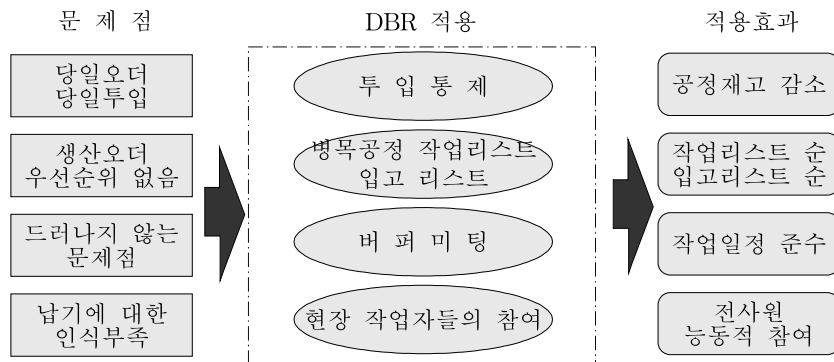 문 제 점
당일오더
당일투입
생산오더
우선순위 없음
드러나지 않는
문제점
납기에 대한
인식부족
DBR 적용
투 입 통 제
병목공정 작업리스트
입고 리스트
버 퍼 미 팅
현장 작업자들의 참여
적용효과
공정재고 감소
작업리스트 순
입고리스트 순
작업일정 준수
전사원
능동적 참여